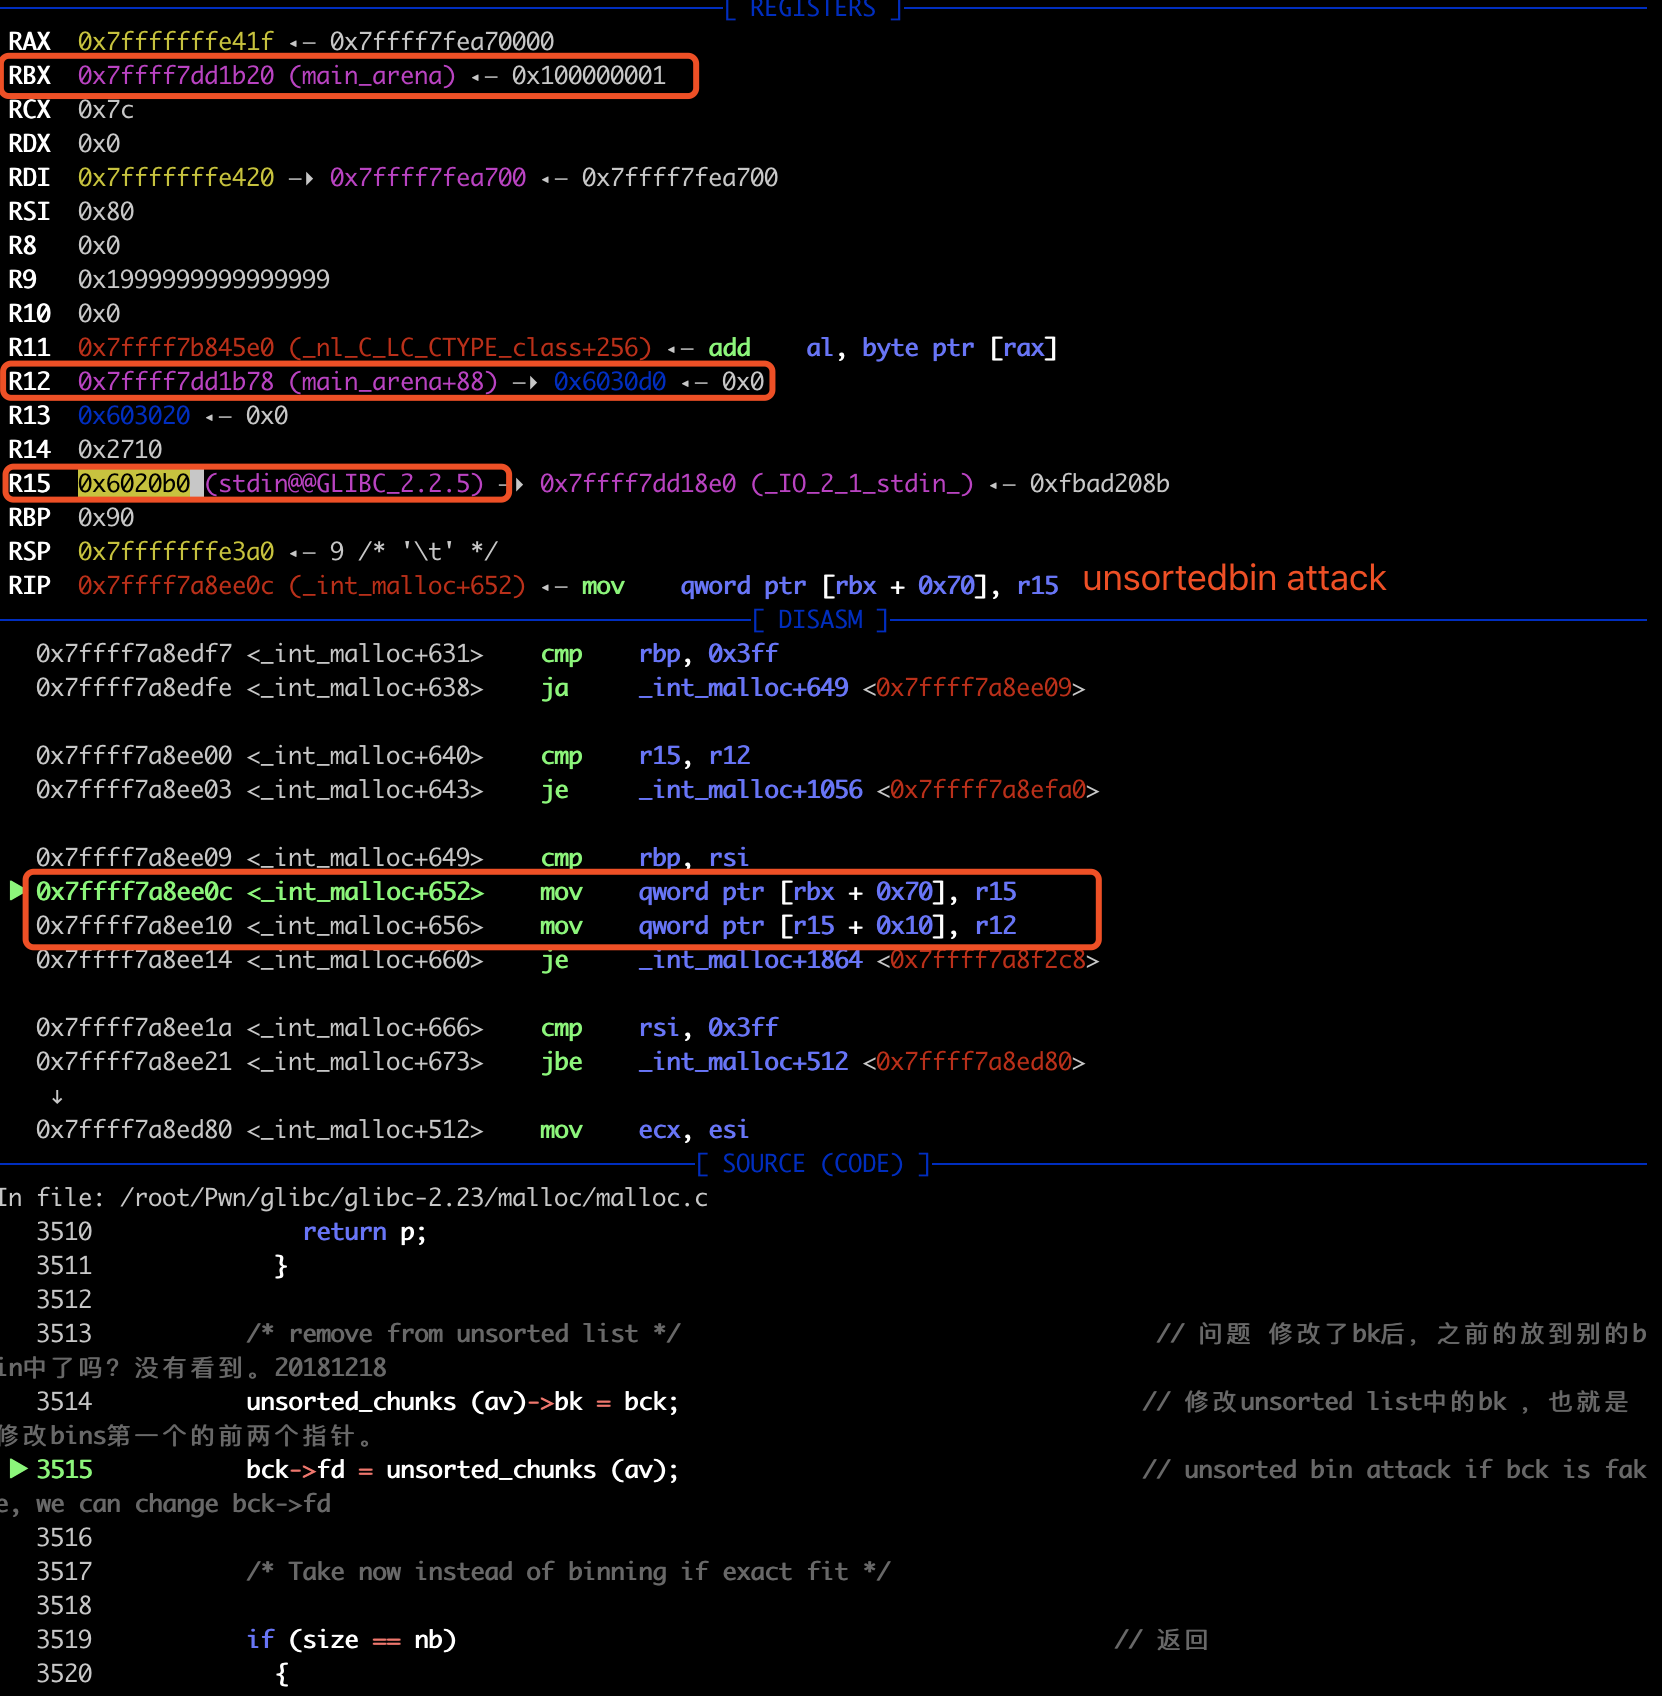 [ REGISTERS ]
RAX 0x7fffffffe41f ◂— 0x7ffff7fea70000
RBX 0x7ffff7dd1b20 (main_arena) ◂— 0x100000001
RCX 0x7c
RDX 0x0
RDI 0x7fffffffe420 —▸ 0x7ffff7fea700 ◂— 0x7ffff7fea700
RSI 0x80
R8 0x0
R9 0x1999999999999999
R10 0x0
R11 0x7ffff7b845e0 (_nl_C_LC_CTYPE_class+256) ◂— add al, byte ptr [rax]
R12 0x7ffff7dd1b78 (main_arena+88) —▸ 0x6030d0 ◂— 0x0
R13 0x603020 ◂— 0x0
R14 0x2710
R15 0x6020b0 (stdin@@GLIBC_2.2.5) —▸ 0x7ffff7dd18e0 (_IO_2_1_stdin_) ◂— 0xfbad208b
RBP 0x90
RSP 0x7fffffffe3a0 ◂— 9 /* '\t' */
RIP 0x7ffff7a8ee0c (_int_malloc+652) ◂— mov qword ptr [rbx + 0x70], r15 unsortedbin attack
[ DISASM ]
0x7ffff7a8edf7 <_int_malloc+631> cmp rbp, 0x3ff
0x7ffff7a8edfe <_int_malloc+638> ja _int_malloc+649 <0x7ffff7a8ee09>
0x7ffff7a8ee00 <_int_malloc+640> cmp r15, r12
0x7ffff7a8ee03 <_int_malloc+643> je _int_malloc+1056 <0x7ffff7a8efa0>
0x7ffff7a8ee09 <_int_malloc+649> cmp rbp, rsi
► 0x7ffff7a8ee0c <_int_malloc+652> mov qword ptr [rbx + 0x70], r15
0x7ffff7a8ee10 <_int_malloc+656> mov qword ptr [r15 + 0x10], r12
0x7ffff7a8ee14 <_int_malloc+660> je _int_malloc+1864 <0x7ffff7a8f2c8>
0x7ffff7a8ee1a <_int_malloc+666> cmp rsi, 0x3ff
0x7ffff7a8ee21 <_int_malloc+673> jbe _int_malloc+512 <0x7ffff7a8ed80>
↓
0x7ffff7a8ed80 <_int_malloc+512> mov ecx, esi
[ SOURCE (CODE) ]
In file: /root/Pwn/glibc/glibc-2.23/malloc/malloc.c
3510 return p;
3511 }
3512
3513 /* remove from unsorted list */ // 问题 修改了bk后，之前的放到别的b
in中了吗？没有看到。20181218
3514 unsorted_chunks (av)->bk = bck; // 修改unsorted list中的bk ，也就是
修改bins第一个的前两个指针。
► 3515 bck->fd = unsorted_chunks (av); // unsorted bin attack if bck is fak
e, we can change bck->fd
3516
3517 /* Take now instead of binning if exact fit */
3518
3519 if (size == nb) // 返回
3520 {